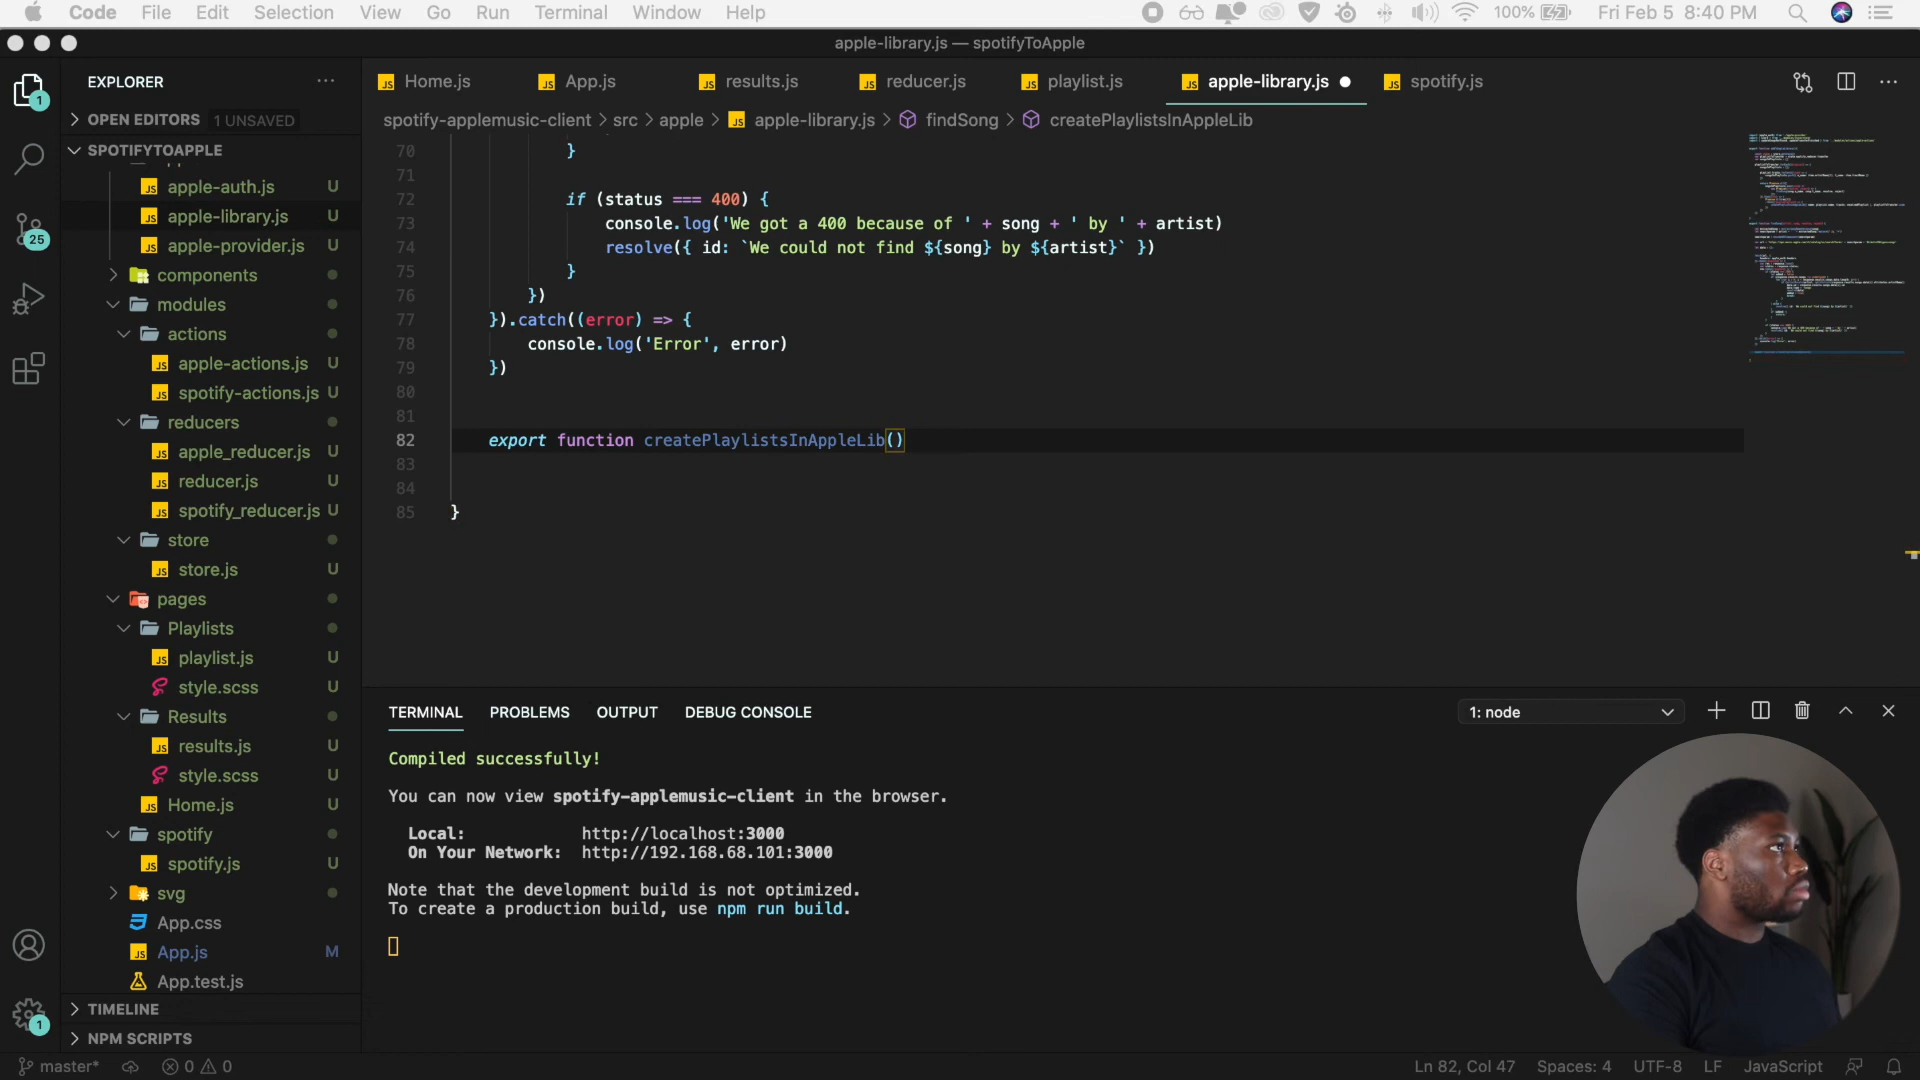 Code File Edit Selection View Go Run Terminal Window Help 100% Fri Feb 5 8:40 PM
apple-library.js — spotifyToApple
EXPLORER
Home.js App.js results.js reducer.js playlist.js apple-library.js spotify.js
OPEN EDITORS 1 UNSAVED
spotify-applemusic-client > src > apple > apple-library.js > findSong > createPlaylistsInAppleLib
SPOTIFYTOAPPLE
apple-auth.js U
apple-library.js U
apple-provider.js U
components
modules
actions
apple-actions.js U
spotify-actions.js U
reducers
apple_reducer.js U
reducer.js U
spotify_reducer.js U
store
store.js U
pages
Playlists
playlist.js U
style.scss U
Results
results.js U
style.scss U
Home.js U
spotify
spotify.js U
svg
App.css
App.js M
App.test.js
TIMELINE
NPM SCRIPTS
1
25
1
70 }
71
72 if (status === 400) {
73 console.log('We got a 400 because of ' + song + ' by ' + artist)
74 resolve({ id: `We could not find ${song} by ${artist}` })
75 }
76 })
77 }).catch((error) => {
78 console.log('Error', error)
79 })
80
81
82 export function createPlaylistsInAppleLib()
83
84
85 }
TERMINAL PROBLEMS OUTPUT DEBUG CONSOLE 1: node
Compiled successfully!
You can now view spotify-applemusic-client in the browser.
Local: http://localhost:3000
On Your Network: http://192.168.68.101:3000
Note that the development build is not optimized.
To create a production build, use npm run build.
master* 0 0 Ln 82, Col 47 Spaces: 4 UTF-8 LF JavaScript